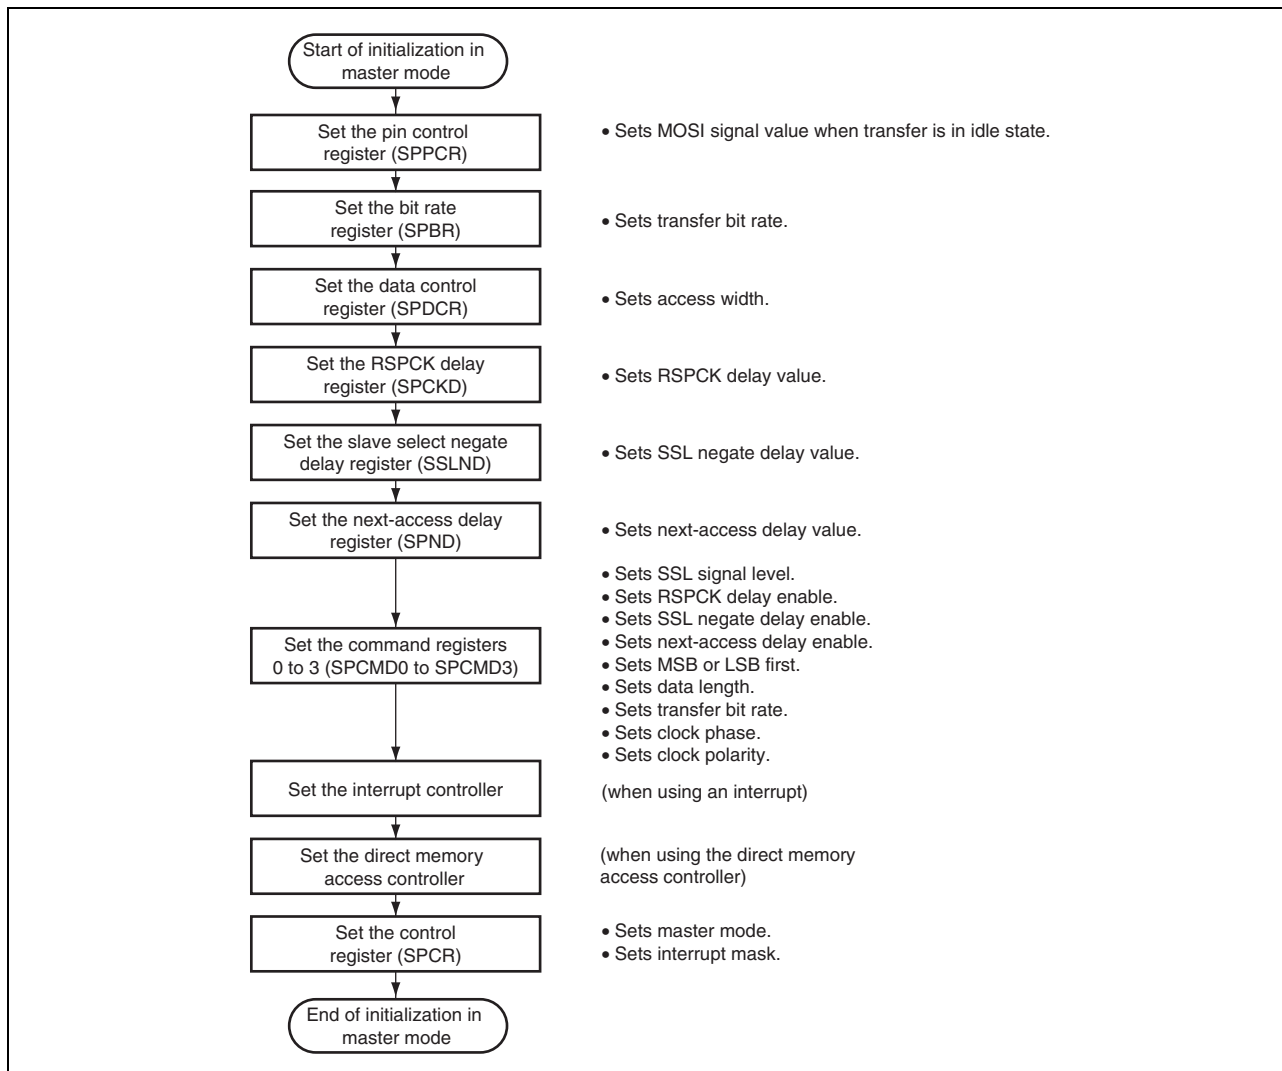 Start of initialization in
master mode
Set the pin control
register (SPPCR)
• Sets MOSI signal value when transfer is in idle state.
Set the bit rate
register (SPBR)
• Sets transfer bit rate.
Set the data control
register (SPDCR)
• Sets access width.
Set the RSPCK delay
register (SPCKD)
• Sets RSPCK delay value.
Set the slave select negate
delay register (SSLND)
• Sets SSL negate delay value.
Set the next-access delay
register (SPND)
• Sets next-access delay value.
Set the command registers
0 to 3 (SPCMD0 to SPCMD3)
• Sets SSL signal level.
• Sets RSPCK delay enable.
• Sets SSL negate delay enable.
• Sets next-access delay enable.
• Sets MSB or LSB first.
• Sets data length.
• Sets transfer bit rate.
• Sets clock phase.
• Sets clock polarity.
Set the interrupt controller
(when using an interrupt)
Set the direct memory
access controller
(when using the direct memory
access controller)
Set the control
register (SPCR)
• Sets master mode.
• Sets interrupt mask.
End of initialization in
master mode